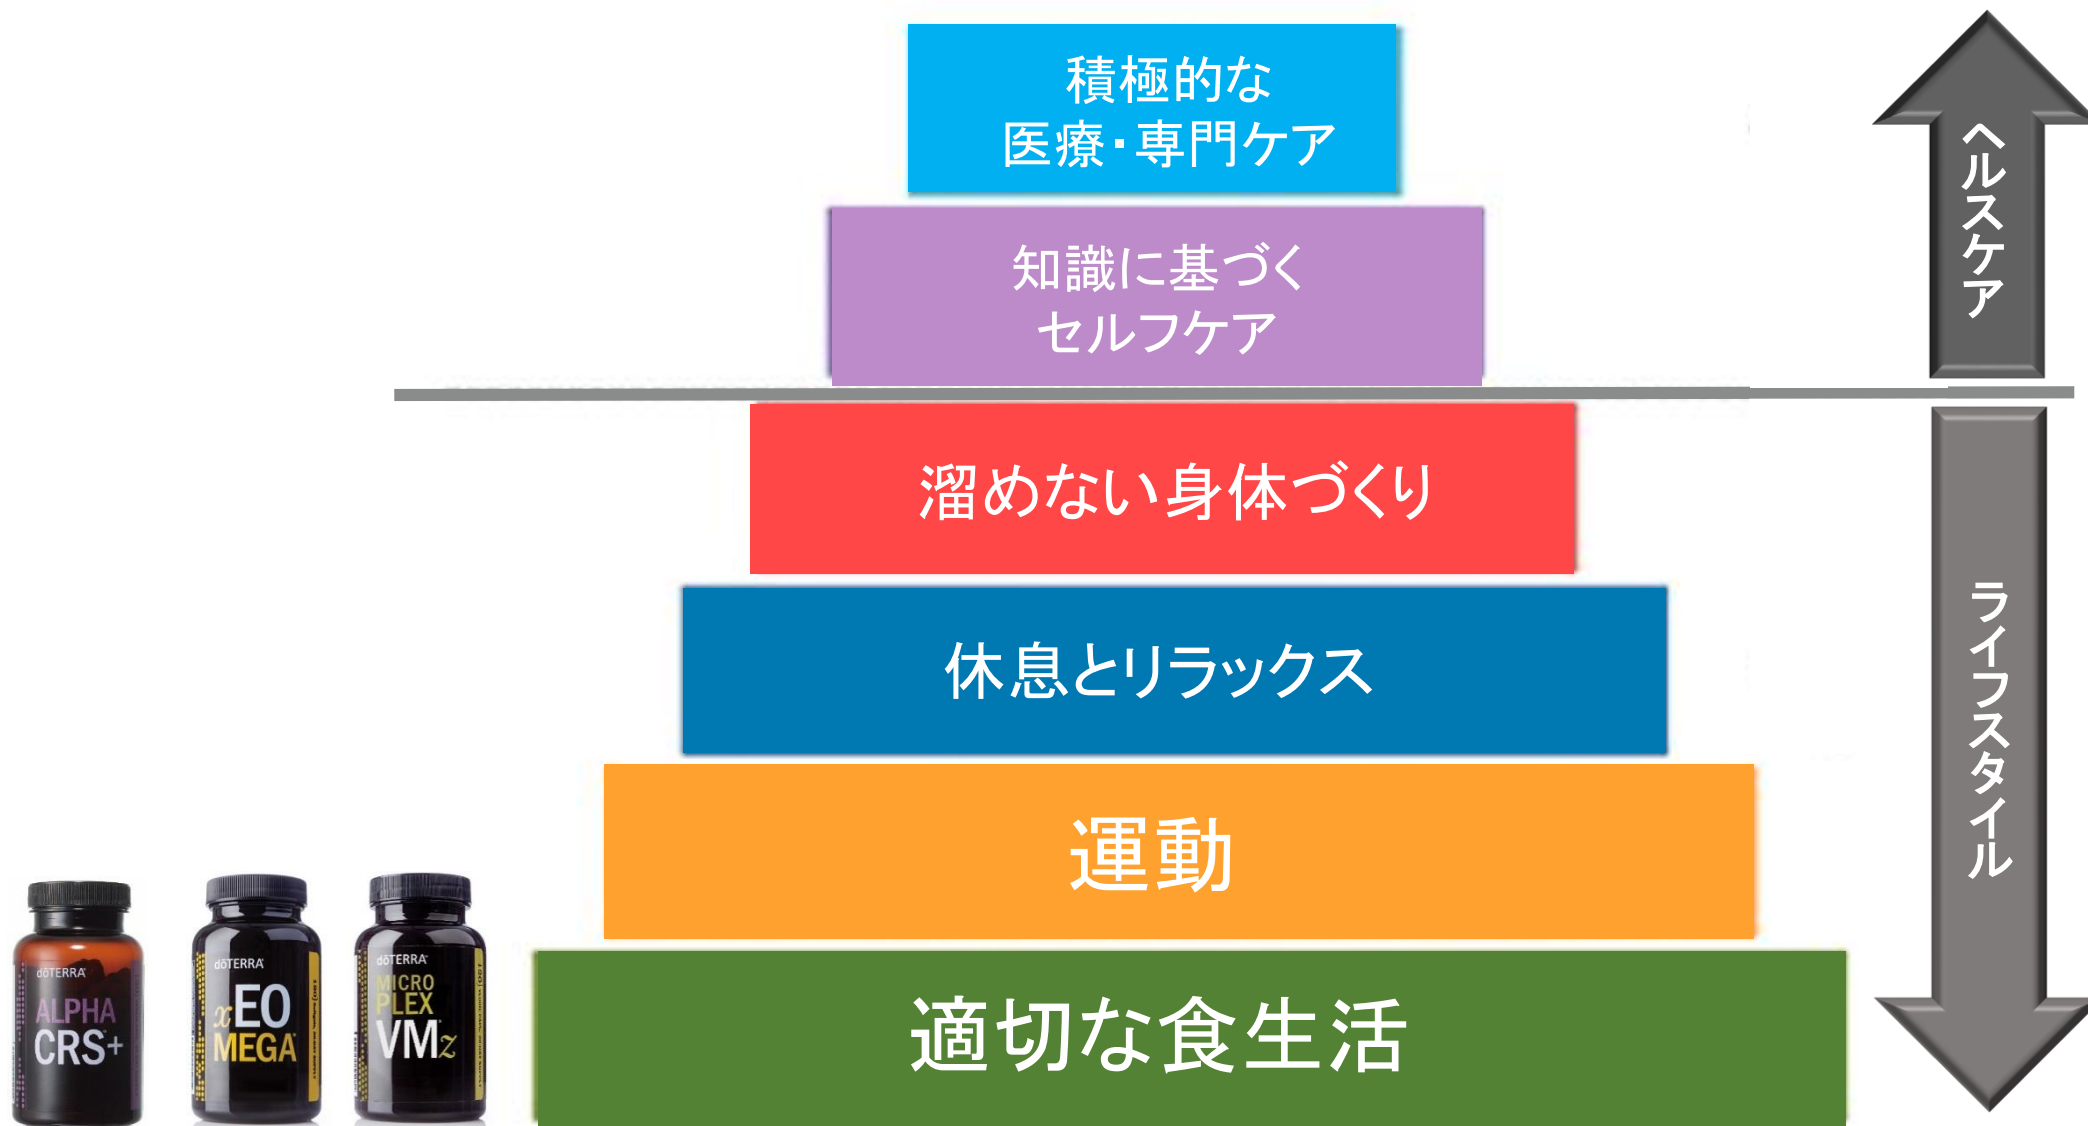 積極的な
医療・専門ケア
知識に基づく
セルフケア
溜めない身体づくり
休息とリラックス
運動
適切な食生活
ヘルスケア
ライフスタイル
dōTERRA
ALPHA
CRS+
dōTERRA
xEO
MEGA
dōTERRA
MICRO
PLEX
VMz